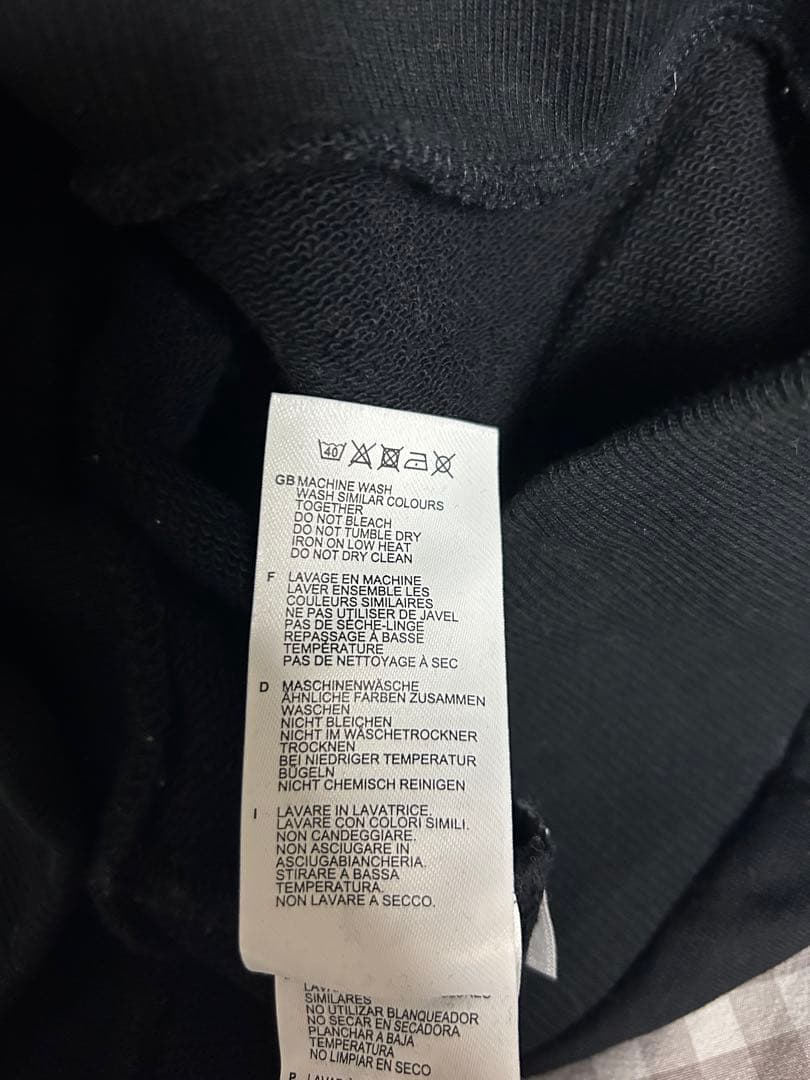 40
GB MACHINE WASH
WASH SIMILAR COLOURS
TOGETHER
DO NOT BLEACH
DO NOT TUMBLE DRY
IRON ON LOW HEAT
DO NOT DRY CLEAN
F LAVAGE EN MACHINE
LAVER ENSEMBLE LES
COULEURS SIMILAIRES
NE PAS UTILISER DE JAVEL
PAS DE SÈCHE-LINGE
REPASSAGE À BASSE
TEMPÉRATURE
PAS DE NETTOYAGE À SEC
D MASCHINENWÄSCHE
ÄHNLICHE FARBEN ZUSAMMEN
WASCHEN
NICHT BLEICHEN
NICHT IM WÄSCHETROCKNER
TROCKNEN
BEI NIEDRIGER TEMPERATUR
BÜGELN
NICHT CHEMISCH REINIGEN
I LAVARE IN LAVATRICE.
LAVARE CON COLORI SIMILI.
NON CANDEGGIARE.
NON ASCIUGARE IN
ASCIUGABIANCHERIA.
STIRARE A BASSA
TEMPERATURA.
NON LAVARE A SECCO.
SIMILARES
NO UTILIZAR BLANQUEADOR
NO SECAR EN SECADORA
PLANCHAR A BAJA
TEMPERATURA
NO LIMPIAR EN SECO